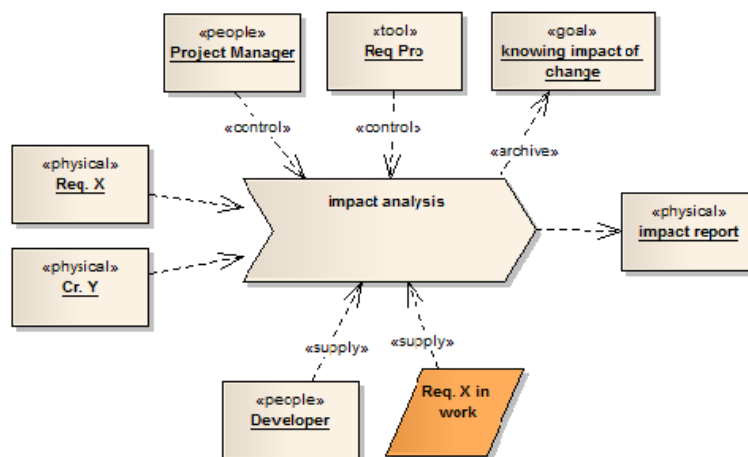 «people»
Project Manager
«tool»
Req Pro
«goal»
knowing impact of
change
«control»
«control»
«archive»
«physical»
Req. X
impact analysis
«physical»
impact report
«physical»
Cr. Y
«supply»
«supply»
«people»
Developer
Req. X in
work